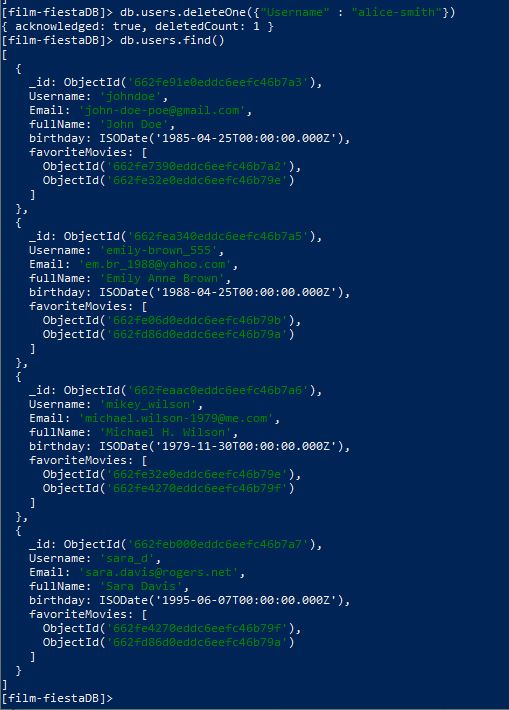 [film-fiestaDB]> db.users.deleteOne({"Username" : "alice-smith"})
{ acknowledged: true, deletedCount: 1 }
[film-fiestaDB]> db.users.find()
[
  {
    _id: ObjectId('662fe91e0eddc6eefc46b7a3'),
    Username: 'johndoe',
    Email: 'john-doe-poe@gmail.com',
    fullName: 'John Doe',
    birthday: ISODate('1985-04-25T00:00:00.000Z'),
    favoriteMovies: [
      ObjectId('662fe7390eddc6eefc46b7a2'),
      ObjectId('662fe32e0eddc6eefc46b79e')
    ]
  },
  {
    _id: ObjectId('662fea340eddc6eefc46b7a5'),
    Username: 'emily-brown_555',
    Email: 'em.br_1988@yahoo.com',
    fullName: 'Emily Anne Brown',
    birthday: ISODate('1988-04-25T00:00:00.000Z'),
    favoriteMovies: [
      ObjectId('662fe06d0eddc6eefc46b79b'),
      ObjectId('662fd86d0eddc6eefc46b79a')
    ]
  },
  {
    _id: ObjectId('662feaac0eddc6eefc46b7a6'),
    Username: 'mikey_wilson',
    Email: 'michael.wilson-1979@me.com',
    fullName: 'Michael H. Wilson',
    birthday: ISODate('1979-11-30T00:00:00.000Z'),
    favoriteMovies: [
      ObjectId('662fe32e0eddc6eefc46b79e'),
      ObjectId('662fe4270eddc6eefc46b79f')
    ]
  },
  {
    _id: ObjectId('662feb000eddc6eefc46b7a7'),
    Username: 'sara_d',
    Email: 'sara.davis@rogers.net',
    fullName: 'Sara Davis',
    birthday: ISODate('1995-06-07T00:00:00.000Z'),
    favoriteMovies: [
      ObjectId('662fe4270eddc6eefc46b79f'),
      ObjectId('662fd86d0eddc6eefc46b79a')
    ]
  }
]
[film-fiestaDB]>